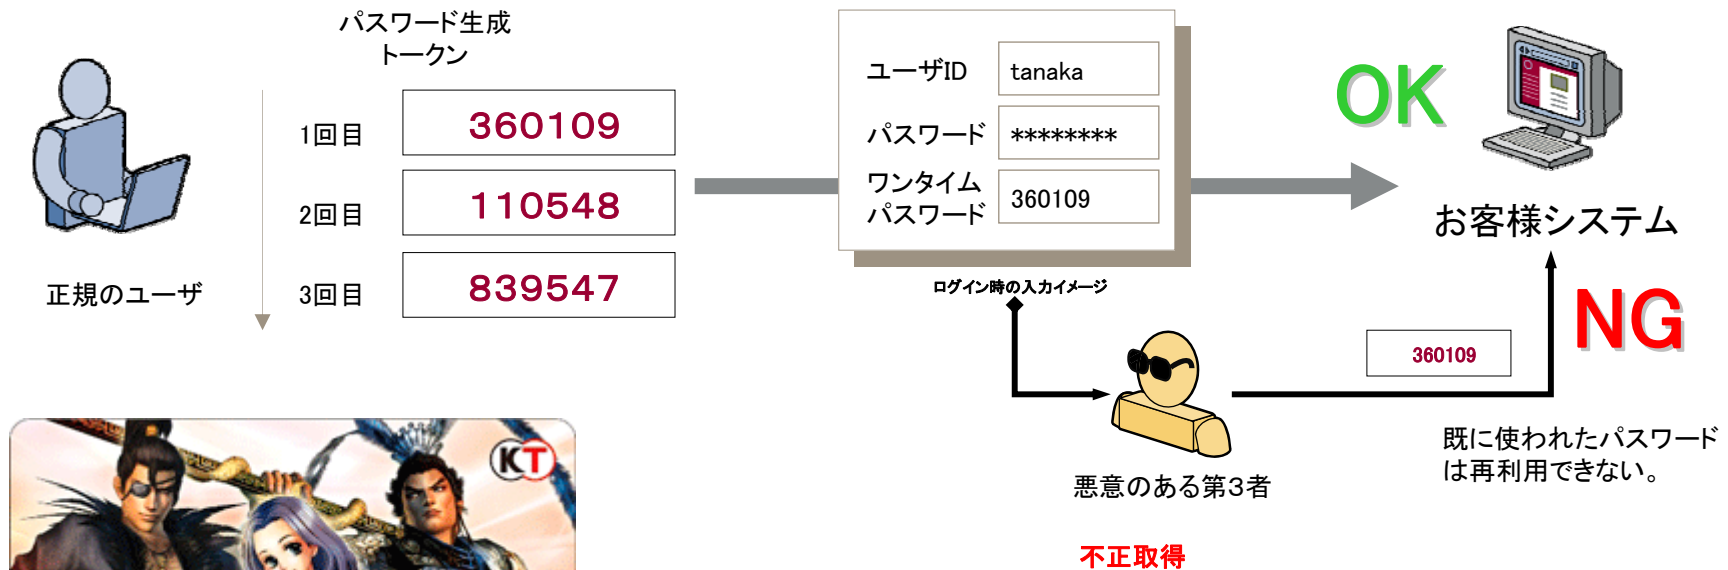 パスワード生成
トークン
1回目
360109
2回目
110548
3回目
839547
正規のユーザ
ユーザID
tanaka
パスワード
********
ワンタイム
パスワード
360109
ログイン時の入力イメージ
OK
お客様システム
NG
360109
既に使われたパスワード
は再利用できない。
悪意のある第3者
不正取得
KT